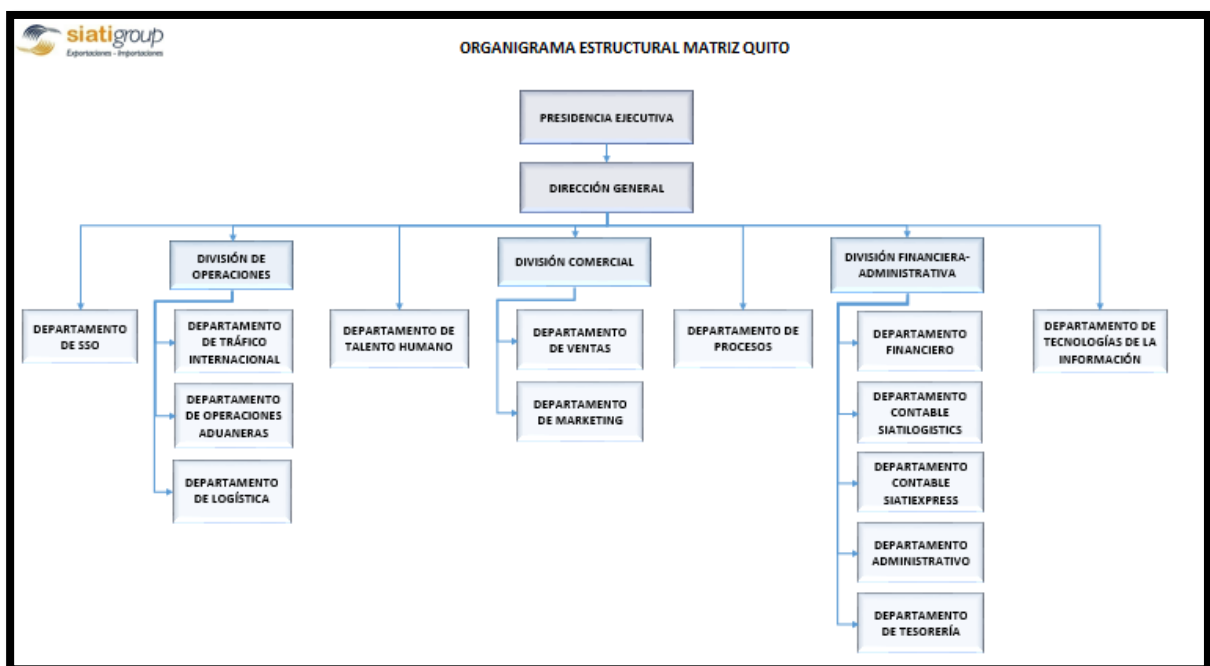 siatigroup
Exportaciones - Importaciones
ORGANIGRAMA ESTRUCTURAL MATRIZ QUITO
PRESIDENCIA EJECUTIVA
DIRECCIÓN GENERAL
DIVISIÓN DE
OPERACIONES
DIVISIÓN COMERCIAL
DIVISIÓN FINANCIERA-
ADMINISTRATIVA
DEPARTAMENTO
DE SSO
DEPARTAMENTO
DE TRÁFICO
INTERNACIONAL
DEPARTAMENTO DE
TALENTO HUMANO
DEPARTAMENTO
DE VENTAS
DEPARTAMENTO DE
PROCESOS
DEPARTAMENTO
FINANCIERO
DEPARTAMENTO DE
TECNOLOGÍAS DE LA
INFORMACIÓN
DEPARTAMENTO
DE OPERACIONES
ADUANERAS
DEPARTAMENTO
DE MARKETING
DEPARTAMENTO
CONTABLE
SIATILOGISTICS
DEPARTAMENTO
DE LOGÍSTICA
DEPARTAMENTO
CONTABLE
SIATIEXPRESS
DEPARTAMENTO
ADMINISTRATIVO
DEPARTAMENTO
DE TESORERÍA